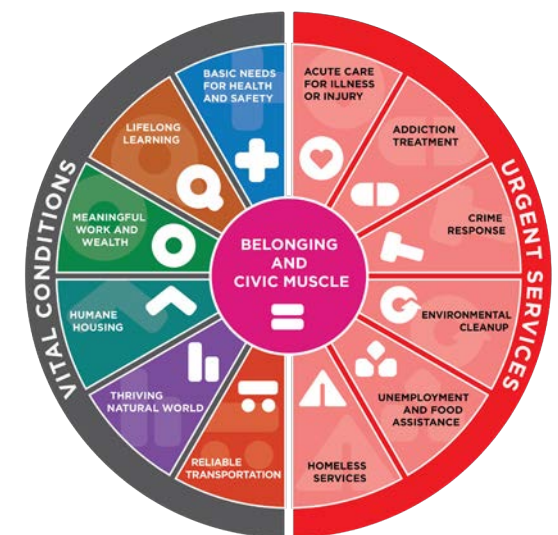 VITAL CONDITIONS
BASIC NEEDS
FOR HEALTH
AND SAFETY
LIFELONG
LEARNING
MEANINGFUL
WORK AND
WEALTH
HUMANE
HOUSING
THRIVING
NATURAL WORLD
RELIABLE
TRANSPORTATION
BELONGING
AND
CIVIC MUSCLE
URGENT SERVICES
ACUTE CARE
FOR ILLNESS
OR INJURY
ADDICTION
TREATMENT
CRIME
RESPONSE
ENVIRONMENTAL
CLEANUP
UNEMPLOYMENT
AND FOOD
ASSISTANCE
HOMELESS
SERVICES